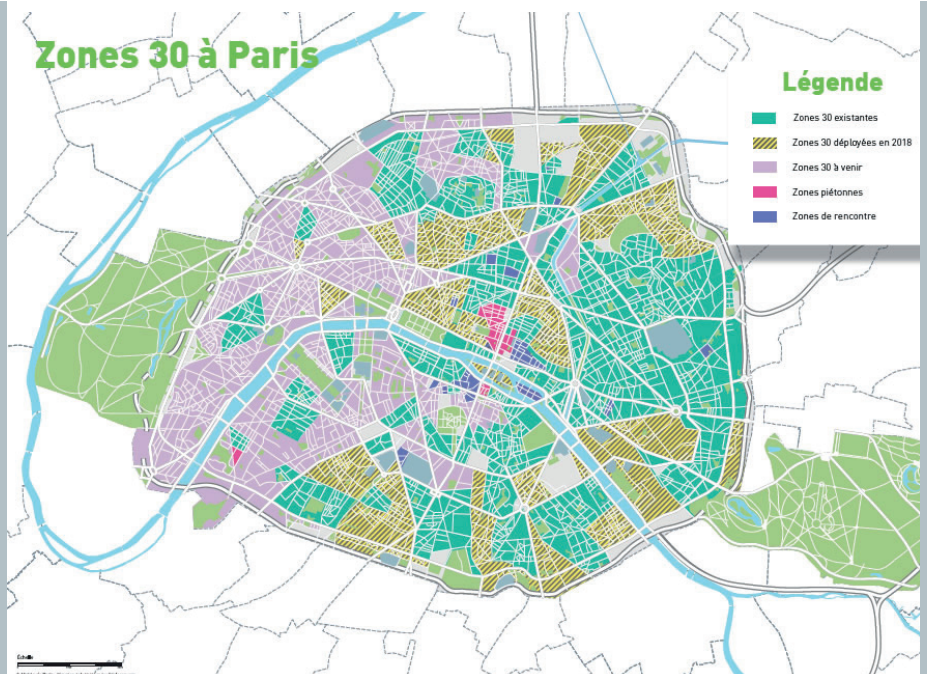 Zones 30 à Paris
Légende
Zones 30 existantes
Zones 30 déployées en 2018
Zones 30 à venir
Zones piétonnes
Zones de rencontre
Échelle